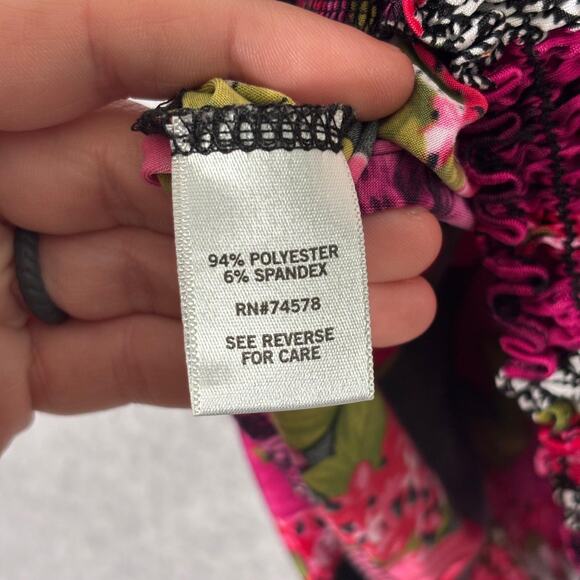 94% POLYESTER
6% SPANDEX
RN#74578
SEE REVERSE
FOR CARE